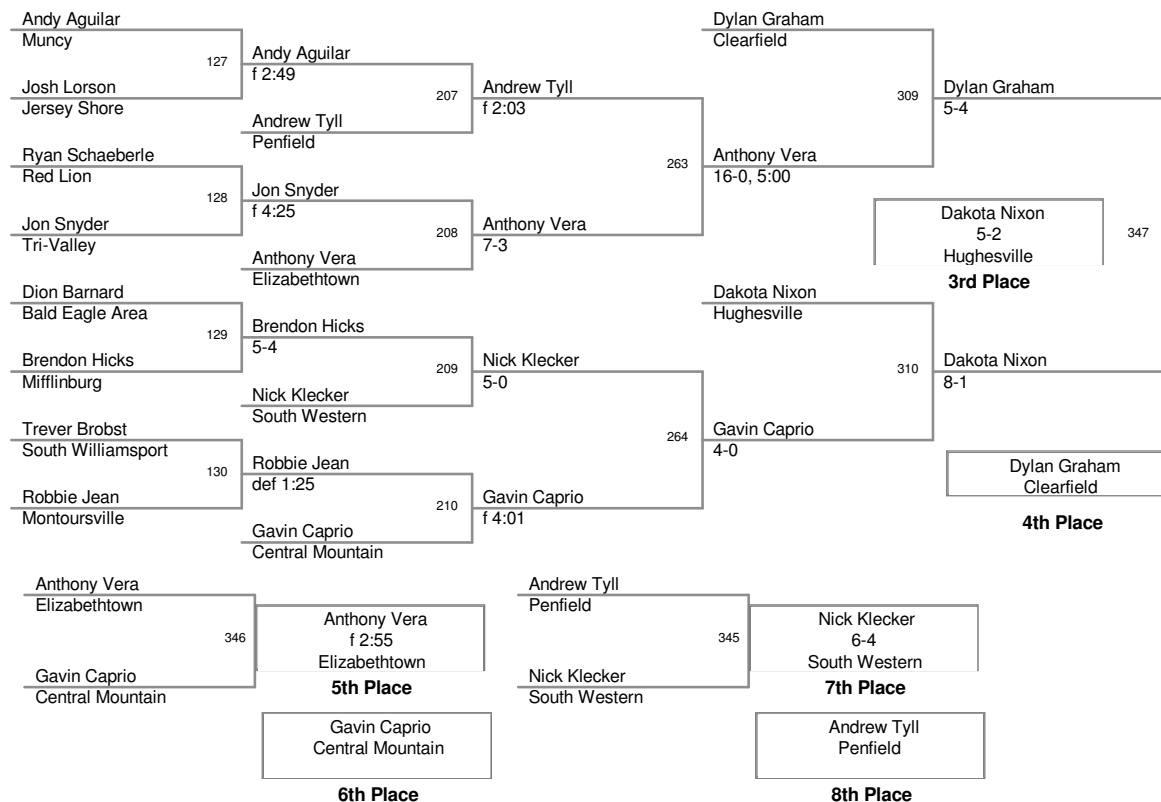 Andy Aguilar
Muncy
127
Josh Lorson
Jersey Shore
Ryan Schaeberle
Red Lion
128
Jon Snyder
Tri-Valley
Dion Barnard
Bald Eagle Area
129
Brendon Hicks
Mifflinburg
Trever Brobst
South Williamsport
130
Robbie Jean
Montoursville
Andy Aguilar
f 2:49
207
Andrew Tyll
Penfield
Jon Snyder
f 4:25
208
Anthony Vera
Elizabethtown
Brendon Hicks
5-4
209
Nick Klecker
South Western
Robbie Jean
def 1:25
210
Gavin Caprio
Central Mountain
Andrew Tyll
f 2:03
263
Anthony Vera
7-3
Nick Klecker
5-0
264
Gavin Caprio
f 4:01
Dylan Graham
Clearfield
309
Anthony Vera
16-0, 5:00
Dakota Nixon
Hughesville
310
Gavin Caprio
4-0
Dylan Graham
5-4
Dakota Nixon
5-2
Hughesville
347
3rd Place
Dakota Nixon
8-1
Dylan Graham
Clearfield
4th Place
Anthony Vera
Elizabethtown
346
Gavin Caprio
Central Mountain
Anthony Vera
f 2:55
Elizabethtown
5th Place
Gavin Caprio
Central Mountain
6th Place
Andrew Tyll
Penfield
345
Nick Klecker
South Western
Nick Klecker
6-4
South Western
7th Place
Andrew Tyll
Penfield
8th Place